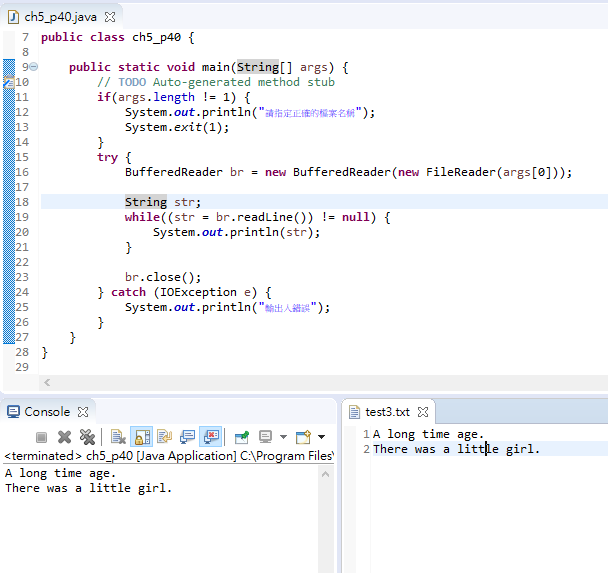 ch5_p40.java
7 public class ch5_p40 {
8
9 public static void main(String[] args) {
10 // TODO Auto-generated method stub
11 if(args.length != 1) {
12 System.out.println("請指定正確的檔案名稱");
13 System.exit(1);
14 }
15 try {
16 BufferedReader br = new BufferedReader(new FileReader(args[0]));
17
18 String str;
19 while((str = br.readLine()) != null) {
20 System.out.println(str);
21 }
22
23 br.close();
24 } catch (IOException e) {
25 System.out.println("輸出入錯誤");
26 }
27 }
28 }
29
Console
<terminated> ch5_p40 [Java Application] C:\Program Files\
A long time age.
There was a little girl.
test3.txt
1 A long time age.
2 There was a little girl.